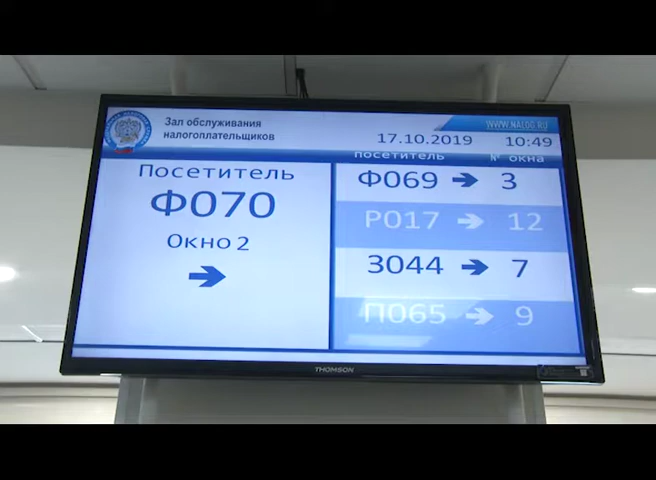 Зал обслуживания
налогоплательщиков
WWW.NALOG.RU
17.10.2019 10:49
Посетитель
Ф070
Окно 2
посетитель № окна
Ф069 → 3
Р017 → 12
З044 → 7
П065 → 9
THOMSON